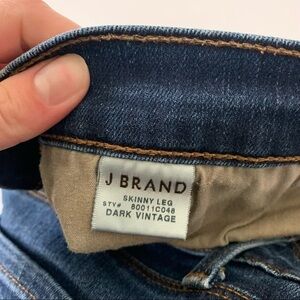 J BRAND
SKINNY LEG
STY# 80011C048
DARK VINTAGE